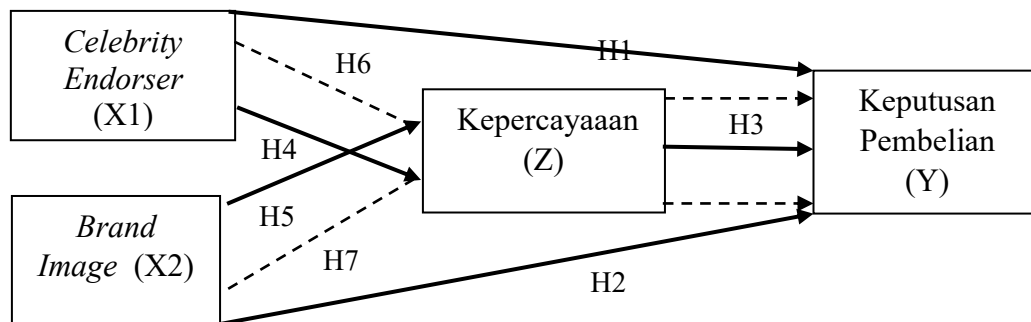 Celebrity
Endorser
(X1)
H1
H6
Kepercayaaan
(Z)
Keputusan
Pembelian
(Y)
H3
H4
H5
Brand
Image (X2)
H7
H2